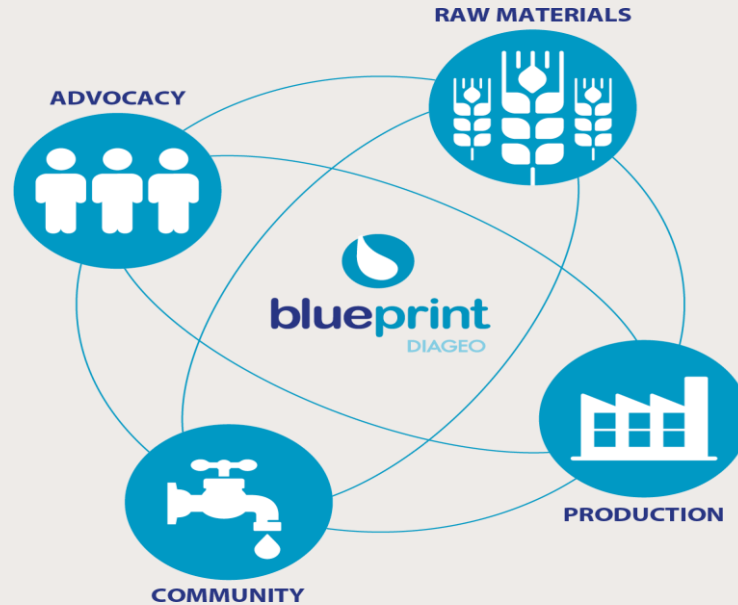 RAW MATERIALS
ADVOCACY
blueprint
DIAGEO
PRODUCTION
COMMUNITY